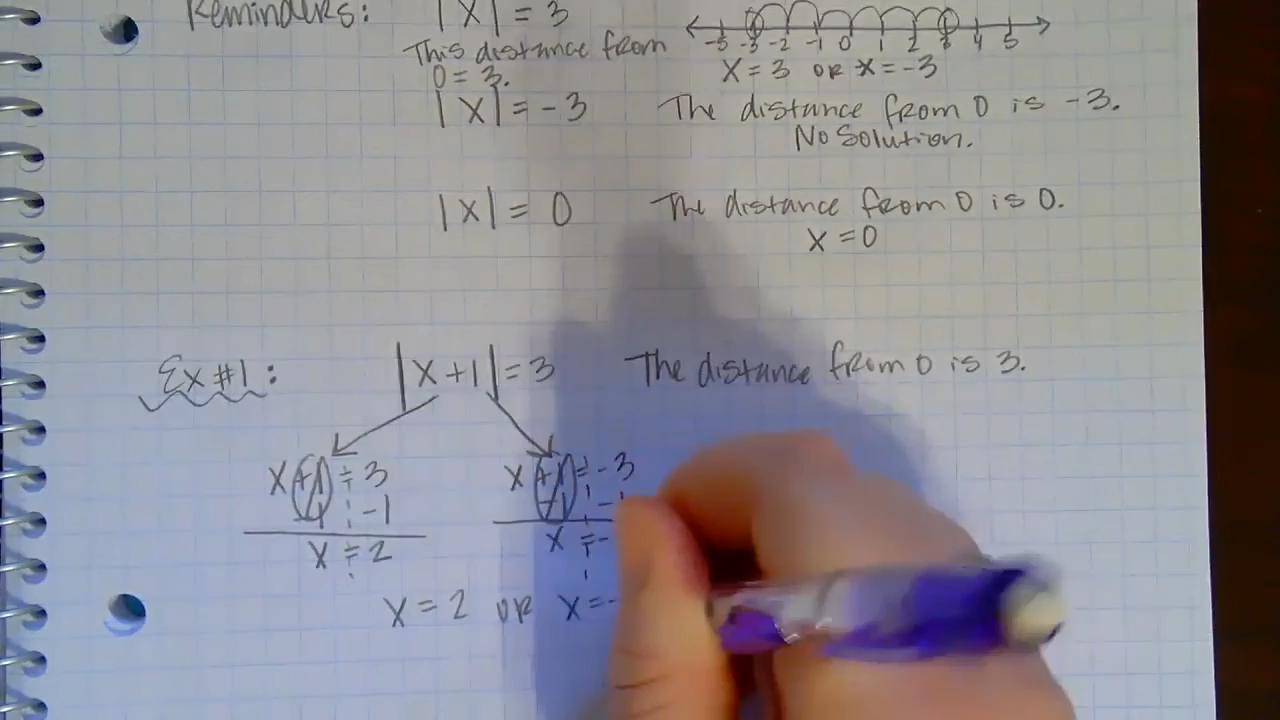 Reminders: |x| = 3
-5 -3 -2 -1 0 1 2 3 4 5
This distance from
0 = 3.
x = 3 or x = -3
|x| = -3 The distance from 0 is -3.
No Solution.
|x| = 0 The distance from 0 is 0.
x = 0
Ex #1: |x+1| = 3 The distance from 0 is 3.
x+1 = 3 x+1 = -3
-1 -1 -1 -1
x = 2 x = -
x = 2 or x = -